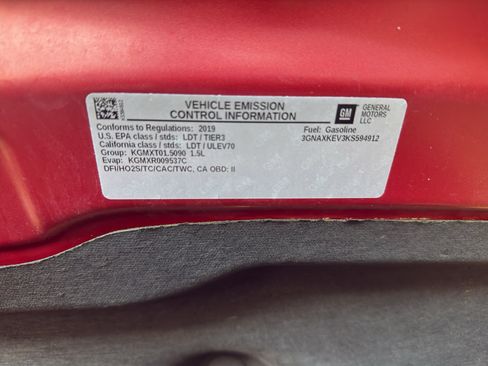 VEHICLE EMISSION
CONTROL INFORMATION
GM
GENERAL
MOTORS
LLC
Conforms to Regulations: 2019
U.S. EPA class / stds: LDT / TIER3
California class / stds: LDT / ULEV70
Group: KGMXT01.5090 1.5L
Evap: KGMXR009537C
DFI/HO2S/TC/CAC/TWC, CA OBD: II
Fuel: Gasoline
3GNAXKEV3KS594912